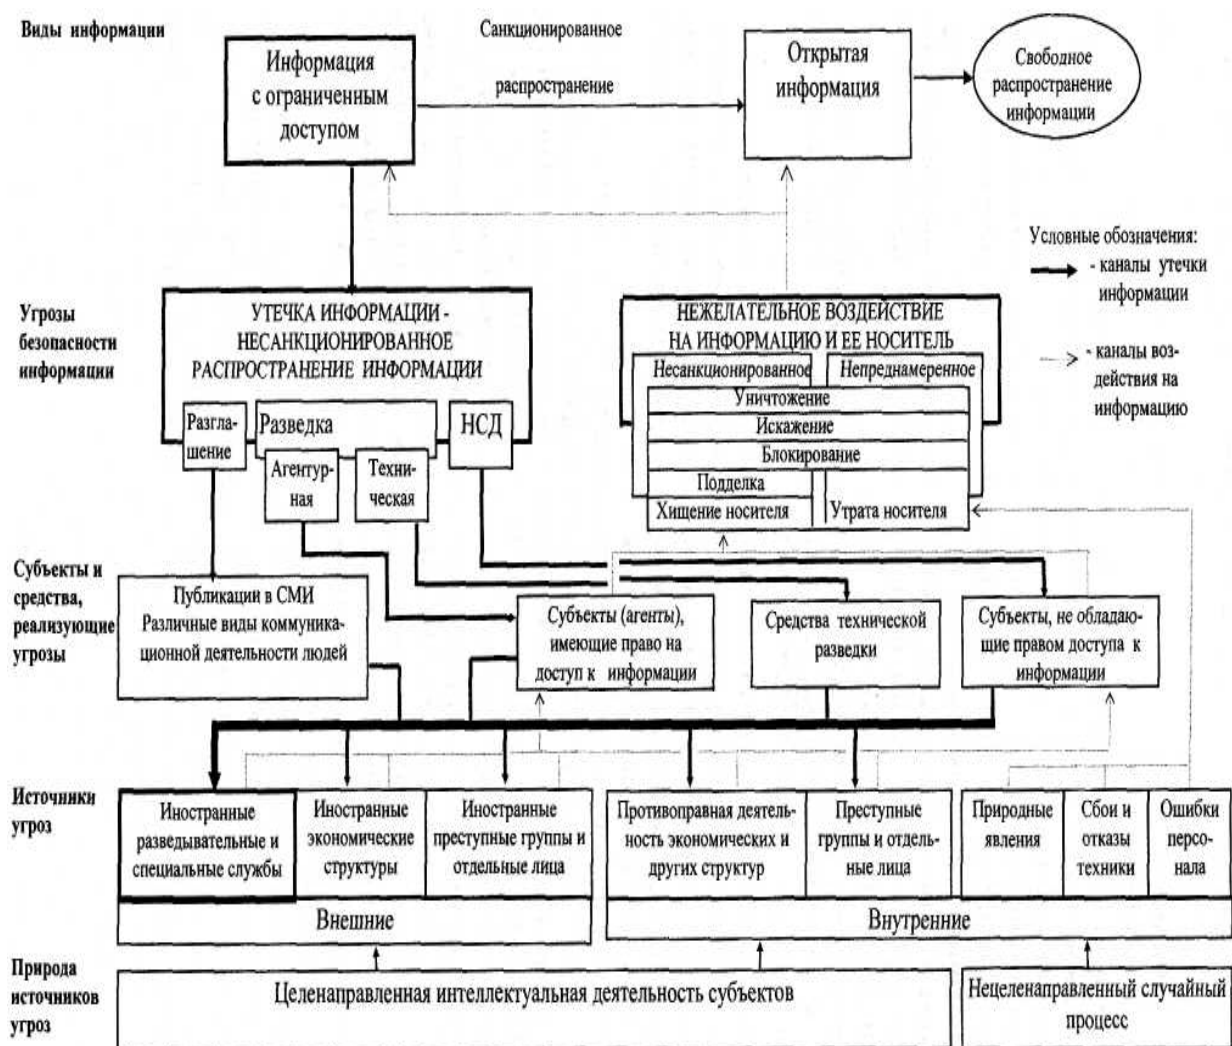 Виды информации
Информация
с ограниченным
доступом
Санкционированное
распространение
Открытая
информация
Свободное
распространение
информации
Условные обозначения:
- каналы утечки
информации
- каналы воз-
действия на
информацию
Угрозы
безопасности
информации
УТЕЧКА ИНФОРМАЦИИ -
НЕСАНКЦИОНИРОВАННОЕ
РАСПРОСТРАНЕНИЕ ИНФОРМАЦИИ
Разгла-
шение
Разведка
НСД
Агентур-
ная
Техни-
ческая
НЕЖЕЛАТЕЛЬНОЕ ВОЗДЕЙСТВИЕ
НА ИНФОРМАЦИЮ И ЕЕ НОСИТЕЛЬ
Несанкционированное
Непреднамеренное
Уничтожение
Искажение
Блокирование
Подделка
Хищение носителя
Утрата носителя
Субъекты и
средства,
реализующие
угрозы
Публикации в СМИ
Различные виды коммуника-
ционной деятельности людей
Субъекты (агенты),
имеющие право на
доступ к информации
Средства технической
разведки
Субъекты, не обладаю-
щие правом доступа к
информации
Источники
угроз
Иностранные
разведывательные и
специальные службы
Иностранные
экономические
структуры
Иностранные
преступные группы и
отдельные лица
Противоправная деятель-
ность экономических и
других структур
Преступные
группы и отдель-
ные лица
Природные
явления
Сбои и
отказы
техники
Ошибки
персо-
нала
Внешние
Внутренние
Природа
источников
угроз
Целенаправленная интеллектуальная деятельность субъектов
Нецеленаправленный случайный
процесс